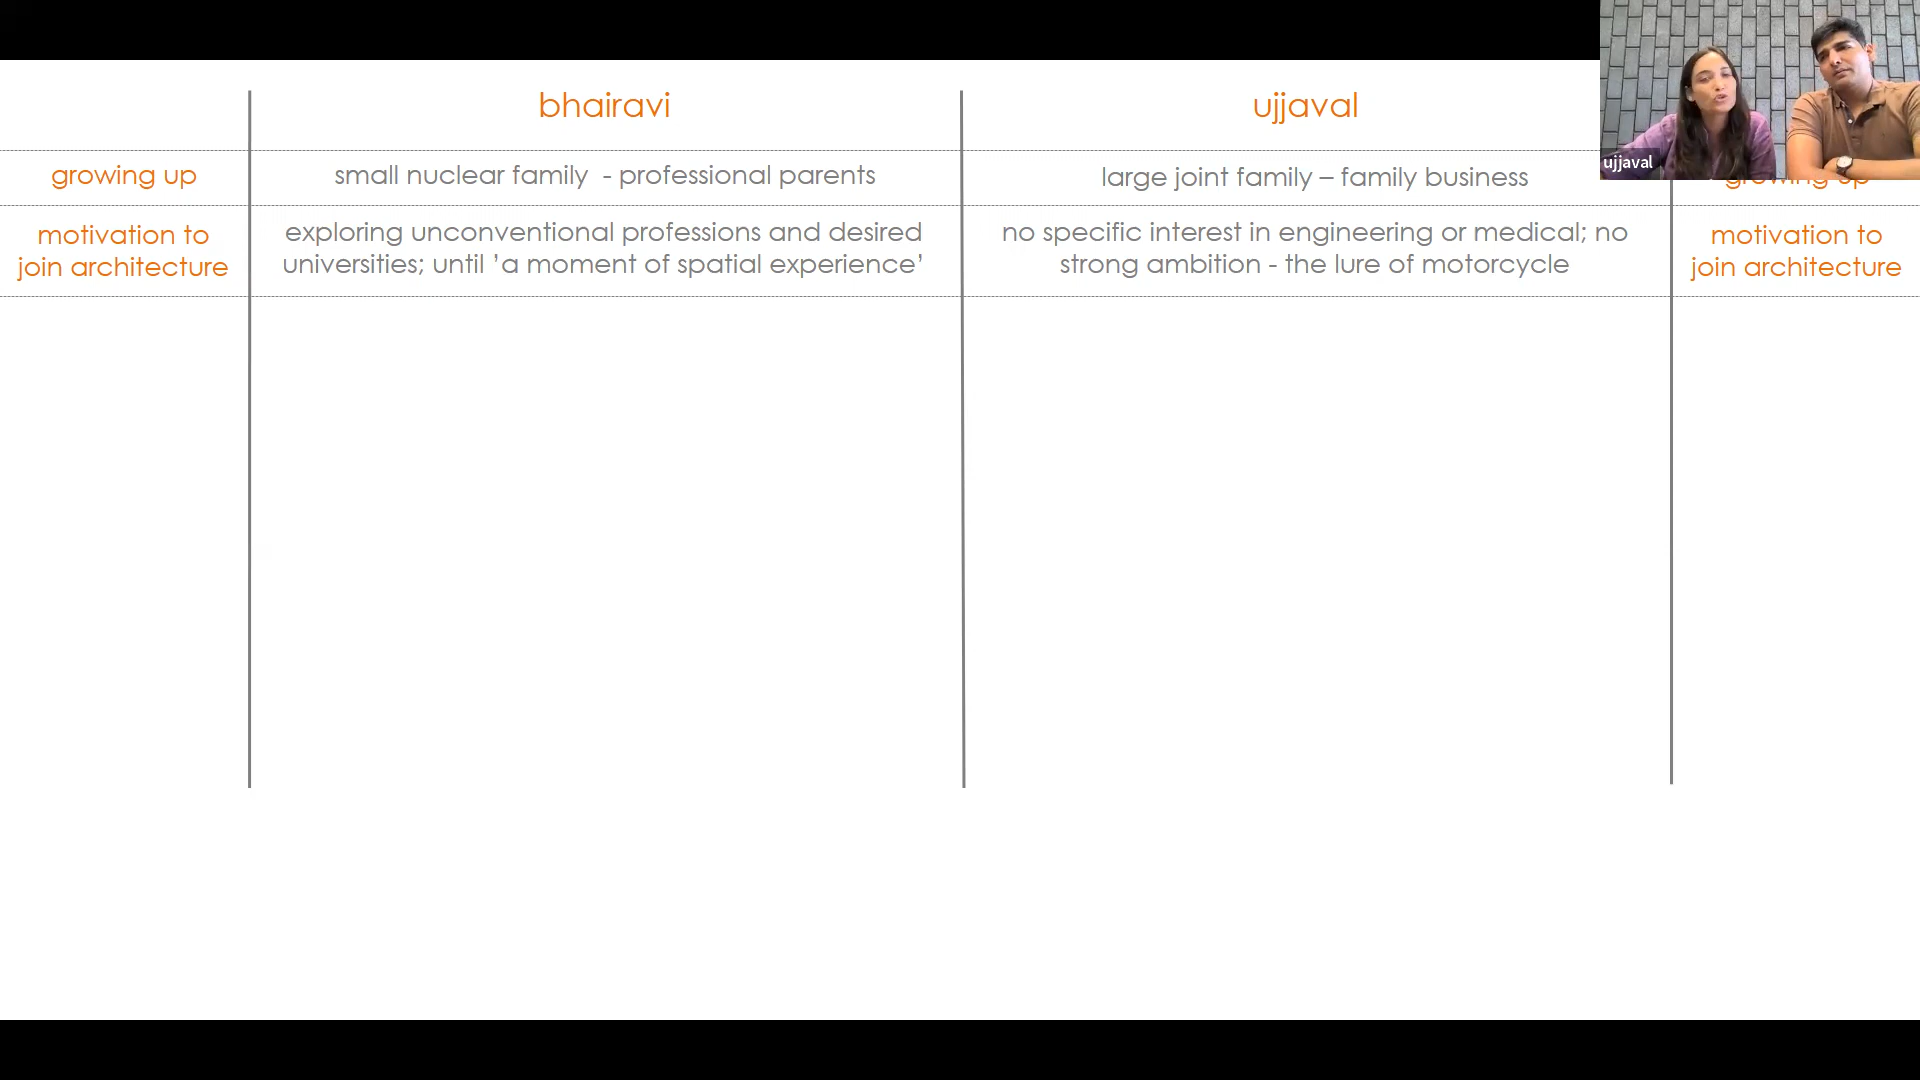 bhairavi
ujjaval
growing up
small nuclear family - professional parents
large joint family – family business
growing up
motivation to
join architecture
exploring unconventional professions and desired
universities; until ’a moment of spatial experience’
no specific interest in engineering or medical; no
strong ambition - the lure of motorcycle
motivation to
join architecture
ujjaval